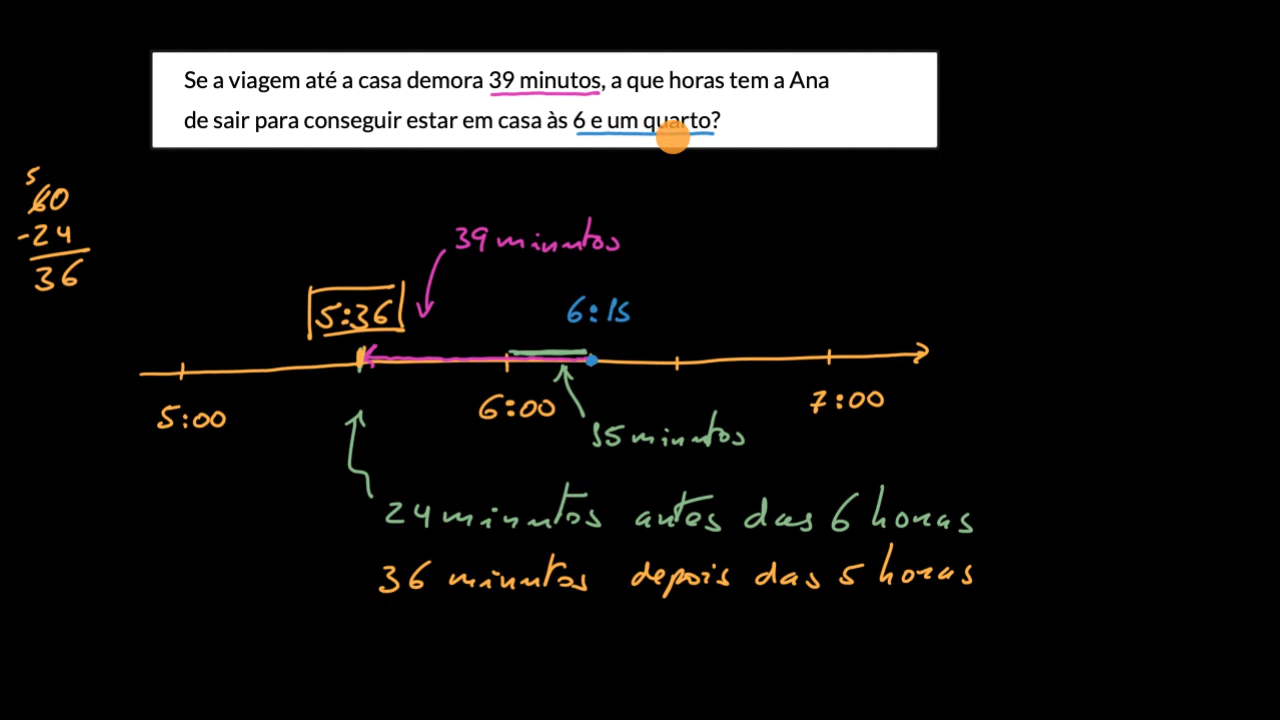 Se a viagem até a casa demora 39 minutos, a que horas tem a Ana
de sair para conseguir estar em casa às 6 e um quarto?
5
60
-24
36
39 minutos
5:36
6:15
5:00
6:00
7:00
15 minutos
24 minutos antes das 6 horas
36 minutos depois das 5 horas